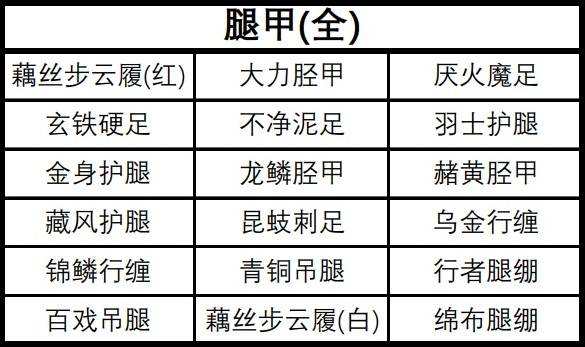 腿甲(全)
藕丝步云履(红) 大力胫甲 厌火魔足
玄铁硬足 不净泥足 羽士护腿
金身护腿 龙鳞胫甲 赭黄胫甲
藏风护腿 昆蚑刺足 乌金行缠
锦鳞行缠 青铜吊腿 行者腿绷
百戏吊腿 藕丝步云履(白) 绵布腿绷